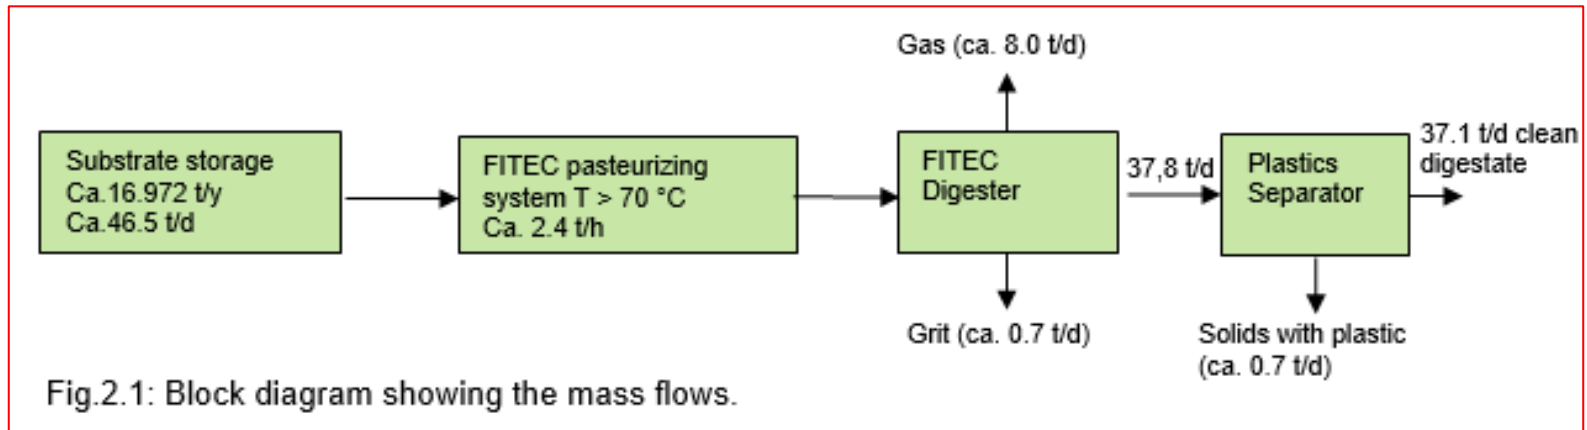 Gas (ca. 8.0 t/d)
Substrate storage
Ca.16.972 t/y
Ca.46.5 t/d
FITEC pasteurizing
system T > 70 °C
Ca. 2.4 t/h
FITEC
Digester
37,8 t/d
Plastics
Separator
37.1 t/d clean
digestate
Grit (ca. 0.7 t/d)
Solids with plastic
(ca. 0.7 t/d)
Fig.2.1: Block diagram showing the mass flows.